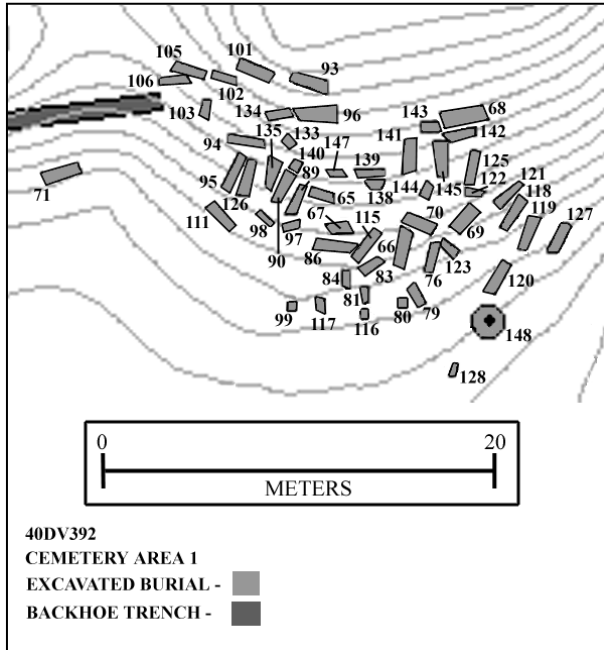 105 101
93
106 102
103
134 96 143 68
135 133 147 141 142
94 140 139 125
89 122 121
71 95 65 138 144 145 118
126 67 115 70 119
111 98 97 69 127
86 66
90 83 76 123
84 120
81 79
99 117 116 80 148
128
0 20
METERS
40DV392
CEMETERY AREA 1
EXCAVATED BURIAL -
BACKHOE TRENCH -